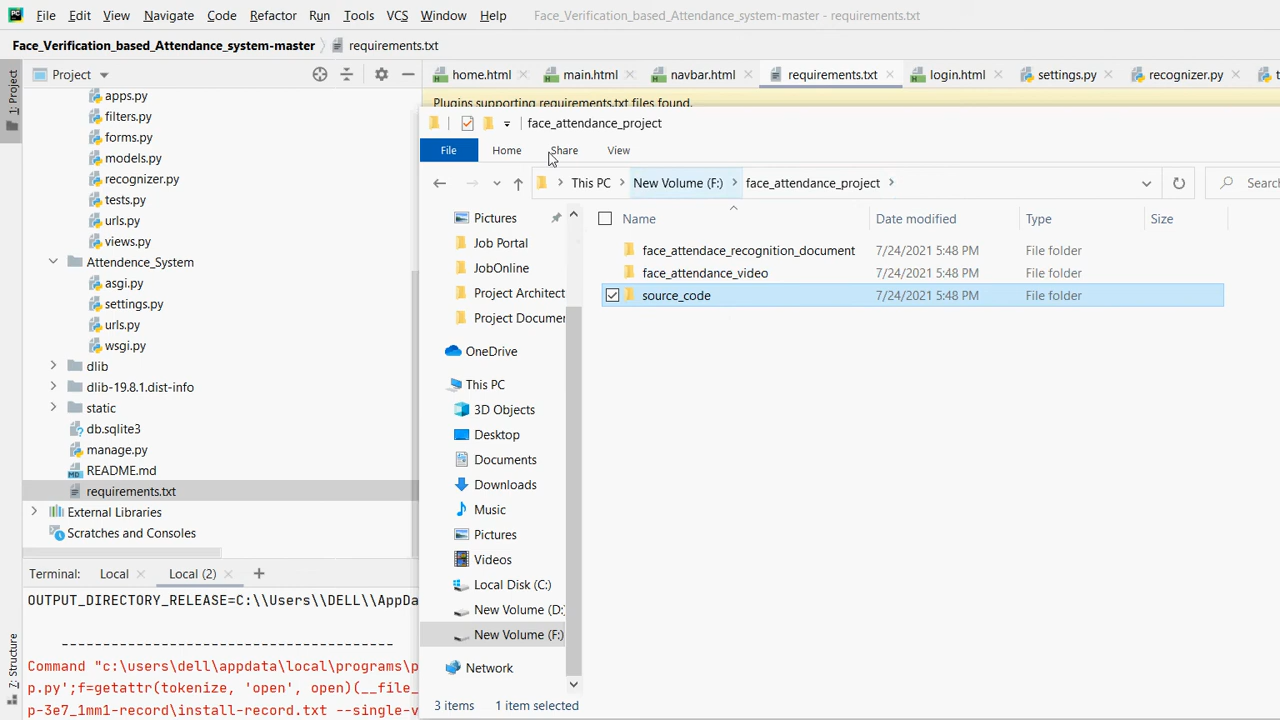 File Edit View Navigate Code Refactor Run Tools VCS Window Help Face_Verification_based_Attendance_system-master - requirements.txt
Face_Verification_based_Attendance_system-master requirements.txt
Project
home.html main.html navbar.html requirements.txt login.html settings.py recognizer.py
1: Project
Plugins supporting requirements.txt files found.
apps.py
filters.py
forms.py
models.py
recognizer.py
tests.py
urls.py
views.py
Attendence_System
asgi.py
settings.py
urls.py
wsgi.py
dlib
dlib-19.8.1.dist-info
static
db.sqlite3
manage.py
README.md
requirements.txt
External Libraries
Scratches and Consoles
face_attendance_project
File Home Share View
This PC New Volume (F:) face_attendance_project
Name Date modified Type Size
face_attendace_recognition_document 7/24/2021 5:48 PM File folder
face_attendance_video 7/24/2021 5:48 PM File folder
source_code 7/24/2021 5:48 PM File folder
Pictures
Job Portal
JobOnline
Project Architect
Project Documer
OneDrive
This PC
3D Objects
Desktop
Documents
Downloads
Music
Pictures
Videos
Local Disk (C:)
New Volume (D:)
New Volume (F:)
Network
3 items 1 item selected
7: Structure
Terminal: Local Local (2)
OUTPUT_DIRECTORY_RELEASE=C:\\Users\\DELL\\AppDa
----------------------------------------
Command "c:\users\dell\appdata\local\programs\p
p.py';f=getattr(tokenize, 'open', open)(__file_
p-3e7_1mm1-record\install-record.txt --single-v